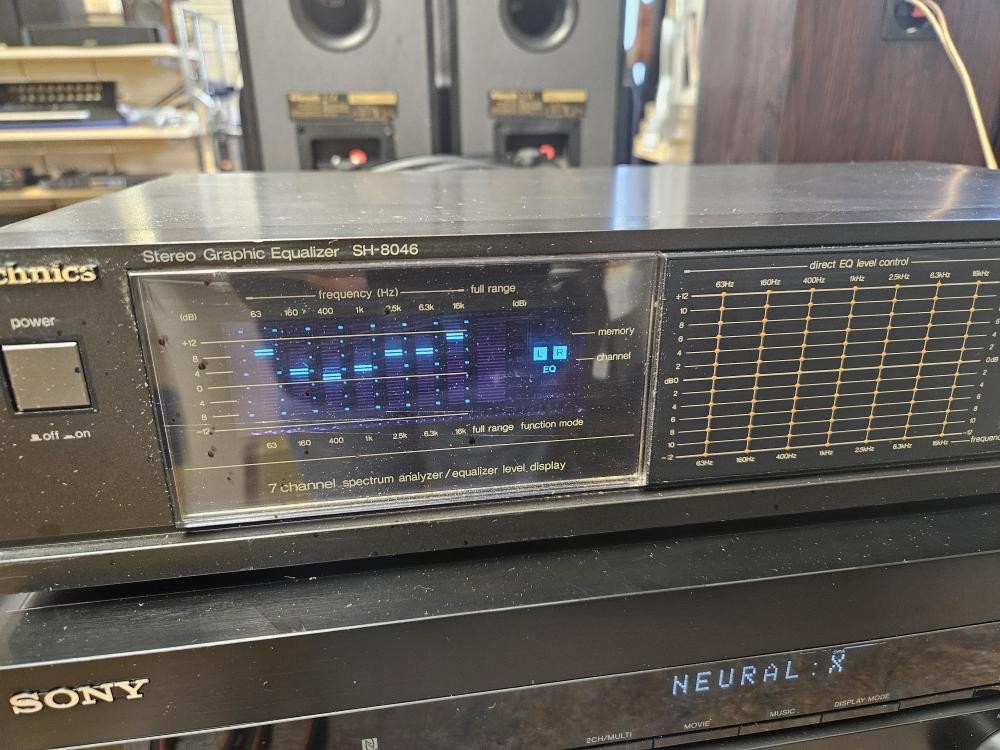 Stereo Graphic Equalizer SH-8046
chnics
direct EQ level control
63Hz 160Hz 400Hz 1kHz 2.5kHz 6.3kHz 16kHz
frequency (Hz) full range
(dB) 63 160 400 1k 2.5k 6.3k 16k (dB)
power
+12
8
4
0
4
8
-12
memory
channel
L R
EQ
+12
10
8
6
4
2
dB0
2
4
6
8
10
-12
0dB
off on
63 160 400 1k 2.5k 6.3k 16k full range function mode
63Hz 160Hz 400Hz 1kHz 2.5kHz 6.3kHz 16kHz
7 channel spectrum analyzer/equalizer level display
SONY
NEURAL:X
2CH/MULTI MOVIE MUSIC DISPLAY MODE